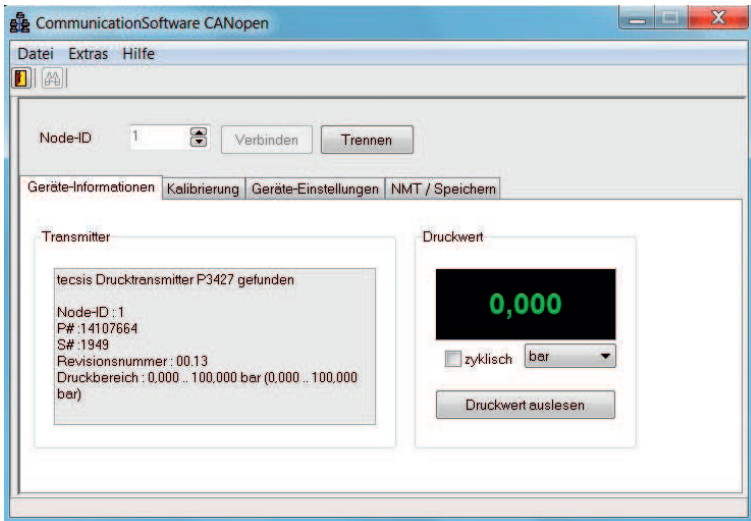 CommunicationSoftware CANopen
Datei Extras Hilfe
Node-ID 1 Verbinden Trennen
Geräte-Informationen Kalibrierung Geräte-Einstellungen NMT / Speichern
Transmitter
tecsis Drucktransmitter P3427 gefunden
Node-ID : 1
P# :14107664
S# :1949
Revisionsnummer : 00.13
Druckbereich : 0,000 .. 100,000 bar (0,000 .. 100,000
bar)
Druckwert
0,000
zyklisch bar
Druckwert auslesen